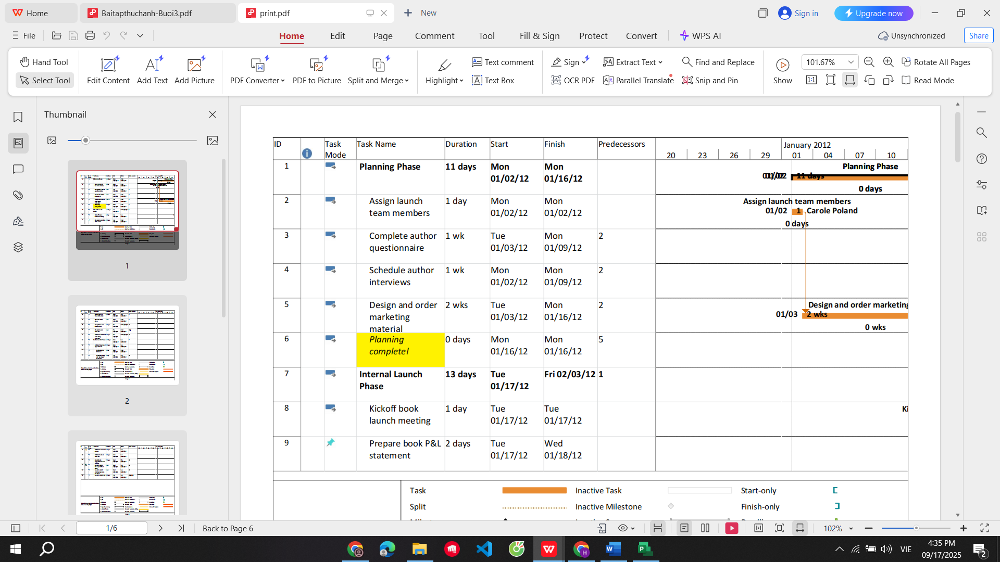 Home
Baitapthuchanh-Buoi3.pdf
print.pdf
New
Sign in
Upgrade now
File
Home
Edit
Page
Comment
Tool
Fill & Sign
Protect
Convert
WPS AI
Unsynchronized
Share
Hand Tool
Select Tool
Edit Content
Add Text
Add Picture
PDF Converter
PDF to Picture
Split and Merge
Highlight
Text comment
Text Box
Sign
OCR PDF
Extract Text
Parallel Translate
Find and Replace
Snip and Pin
Show
101.67%
Rotate All Pages
Read Mode
Thumbnail
1
2
ID Task Mode Task Name Duration Start Finish Predecessors
January 2012
20 23 26 29 01 04 07 10
1 Planning Phase 11 days Mon 01/02/12 Mon 01/16/12
Planning Phase
01/02 11 days
0 days
2 Assign launch team members 1 day Mon 01/02/12 Mon 01/02/12
Assign launch team members
01/02 1 Carole Poland
0 days
3 Complete author questionnaire 1 wk Tue 01/03/12 Mon 01/09/12 2
4 Schedule author interviews 1 wk Mon 01/02/12 Mon 01/09/12 2
5 Design and order marketing material 2 wks Tue 01/03/12 Mon 01/16/12 2
Design and order marketing
01/03 2 wks
0 wks
6 Planning complete! 0 days Mon 01/16/12 Mon 01/16/12 5
7 Internal Launch Phase 13 days Tue 01/17/12 Fri 02/03/12 1
8 Kickoff book launch meeting 1 day Tue 01/17/12 Tue 01/17/12
Ki
9 Prepare book P&L statement 2 days Tue 01/17/12 Wed 01/18/12
Task Inactive Task Start-only
Split Inactive Milestone Finish-only
1/6
Back to Page 6
102%
VIE
4:35 PM
09/17/2025
2